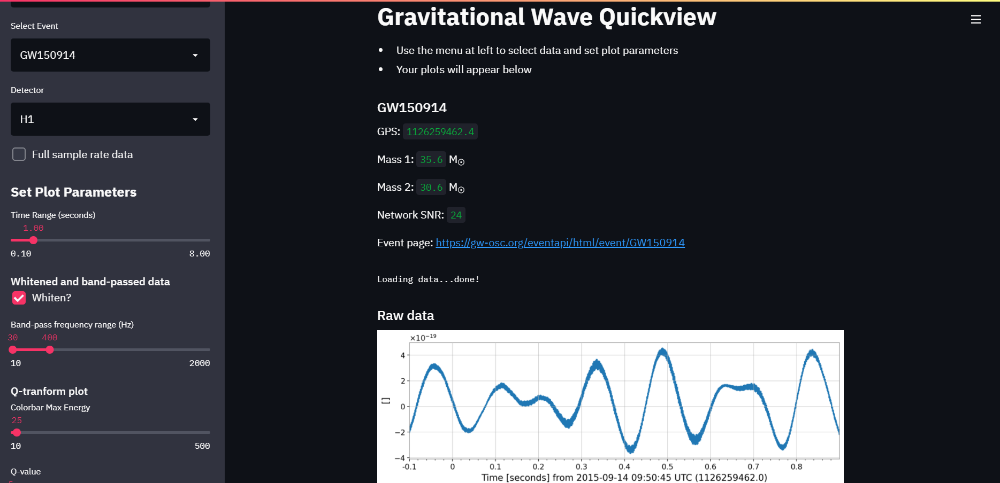 Select Event
GW150914
Detector
H1
Full sample rate data
Set Plot Parameters
Time Range (seconds)
1.00
0.10 8.00
Whitened and band-passed data
Whiten?
Band-pass frequency range (Hz)
30 400
10 2000
Q-tranform plot
Colorbar Max Energy
25
10 500
Q-value
Gravitational Wave Quickview
• Use the menu at left to select data and set plot parameters
• Your plots will appear below
GW150914
GPS: 1126259462.4
Mass 1: 35.6 M⊙
Mass 2: 30.6 M⊙
Network SNR: 24
Event page: https://gw-osc.org/eventapi/html/event/GW150914
Loading data...done!
Raw data
×10⁻¹⁹
4
2
0
−2
−4
[]
-0.1 0 0.1 0.2 0.3 0.4 0.5 0.6 0.7 0.8
Time [seconds] from 2015-09-14 09:50:45 UTC (1126259462.0)